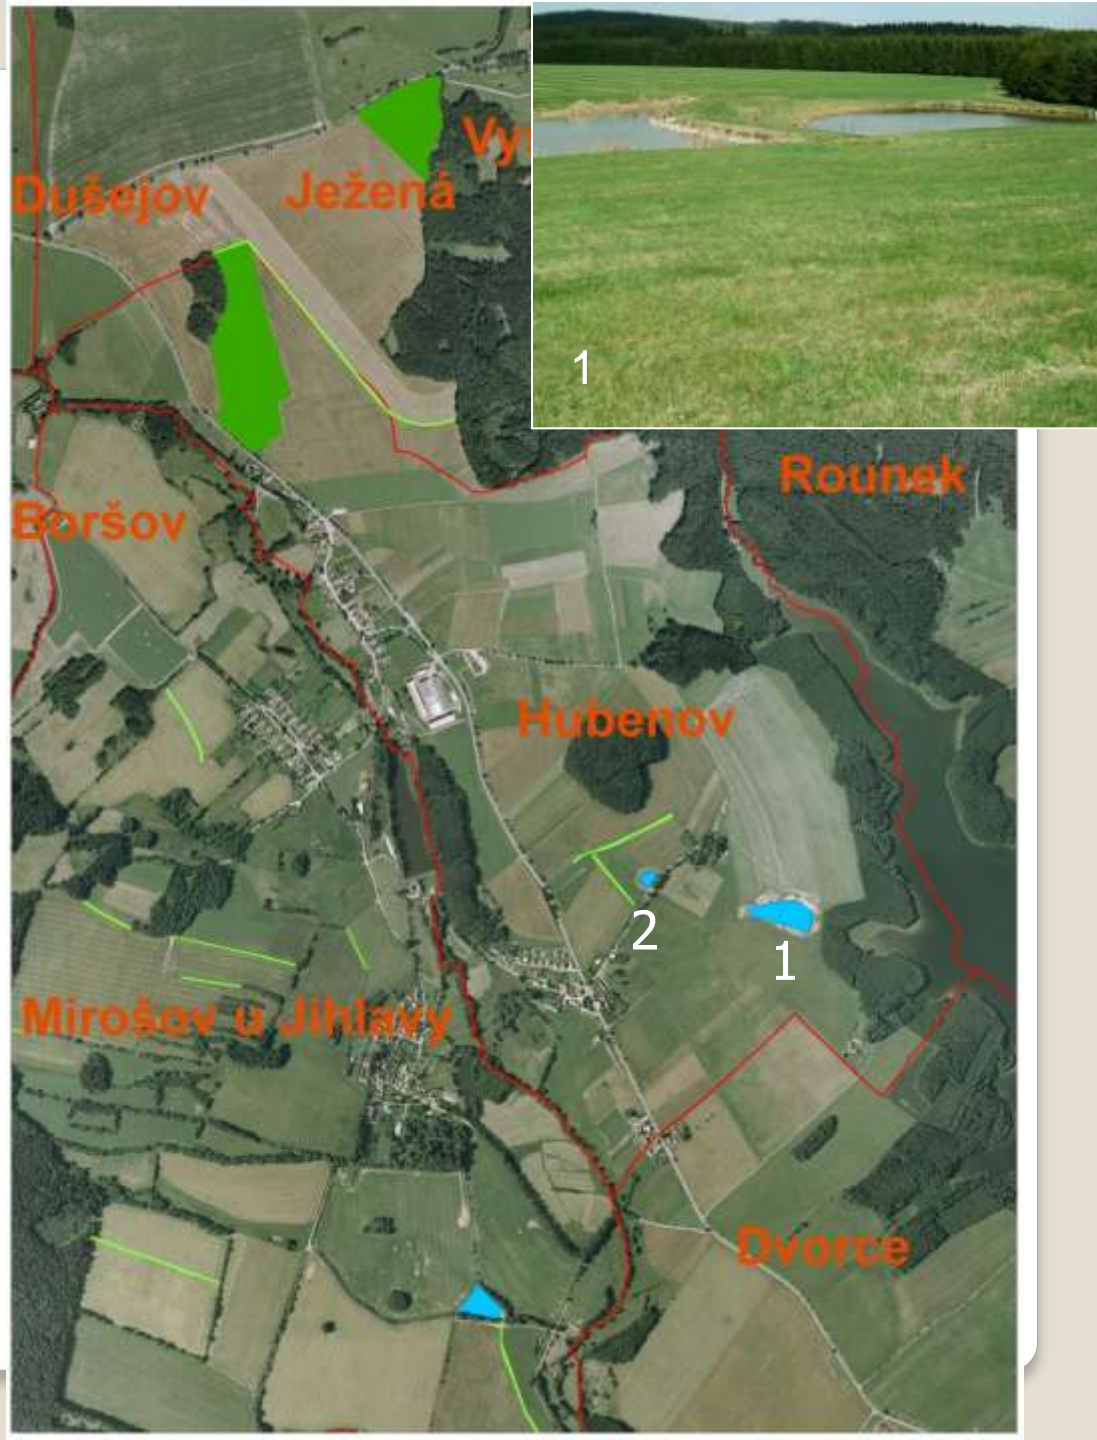 Dušejov
Ježená
1
Rounek
Boršov
Hubenov
2
1
Mirošov u Jihlavy
Dvorce